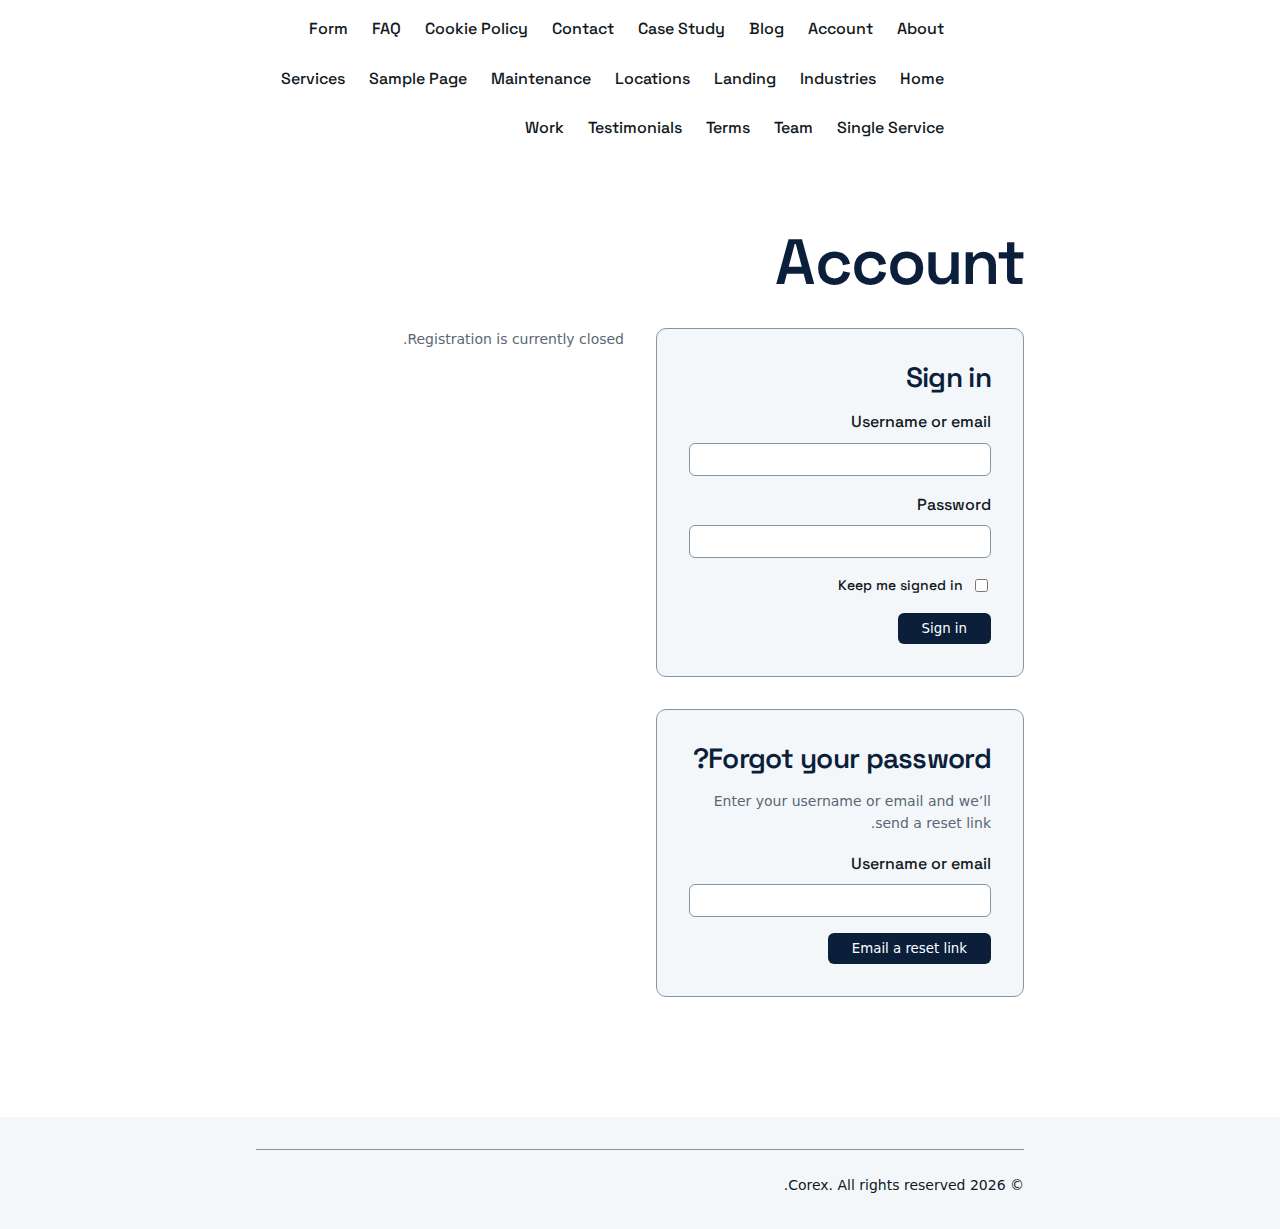 Form FAQ Cookie Policy Contact Case Study Blog Account About
Services Sample Page Maintenance Locations Landing Industries Home
Work Testimonials Terms Team Single Service
Account
.Registration is currently closed
Sign in
Username or email
Password
Keep me signed in
Sign in
?Forgot your password
Enter your username or email and we’ll
.send a reset link
Username or email
Email a reset link
.Corex. All rights reserved 2026 ©